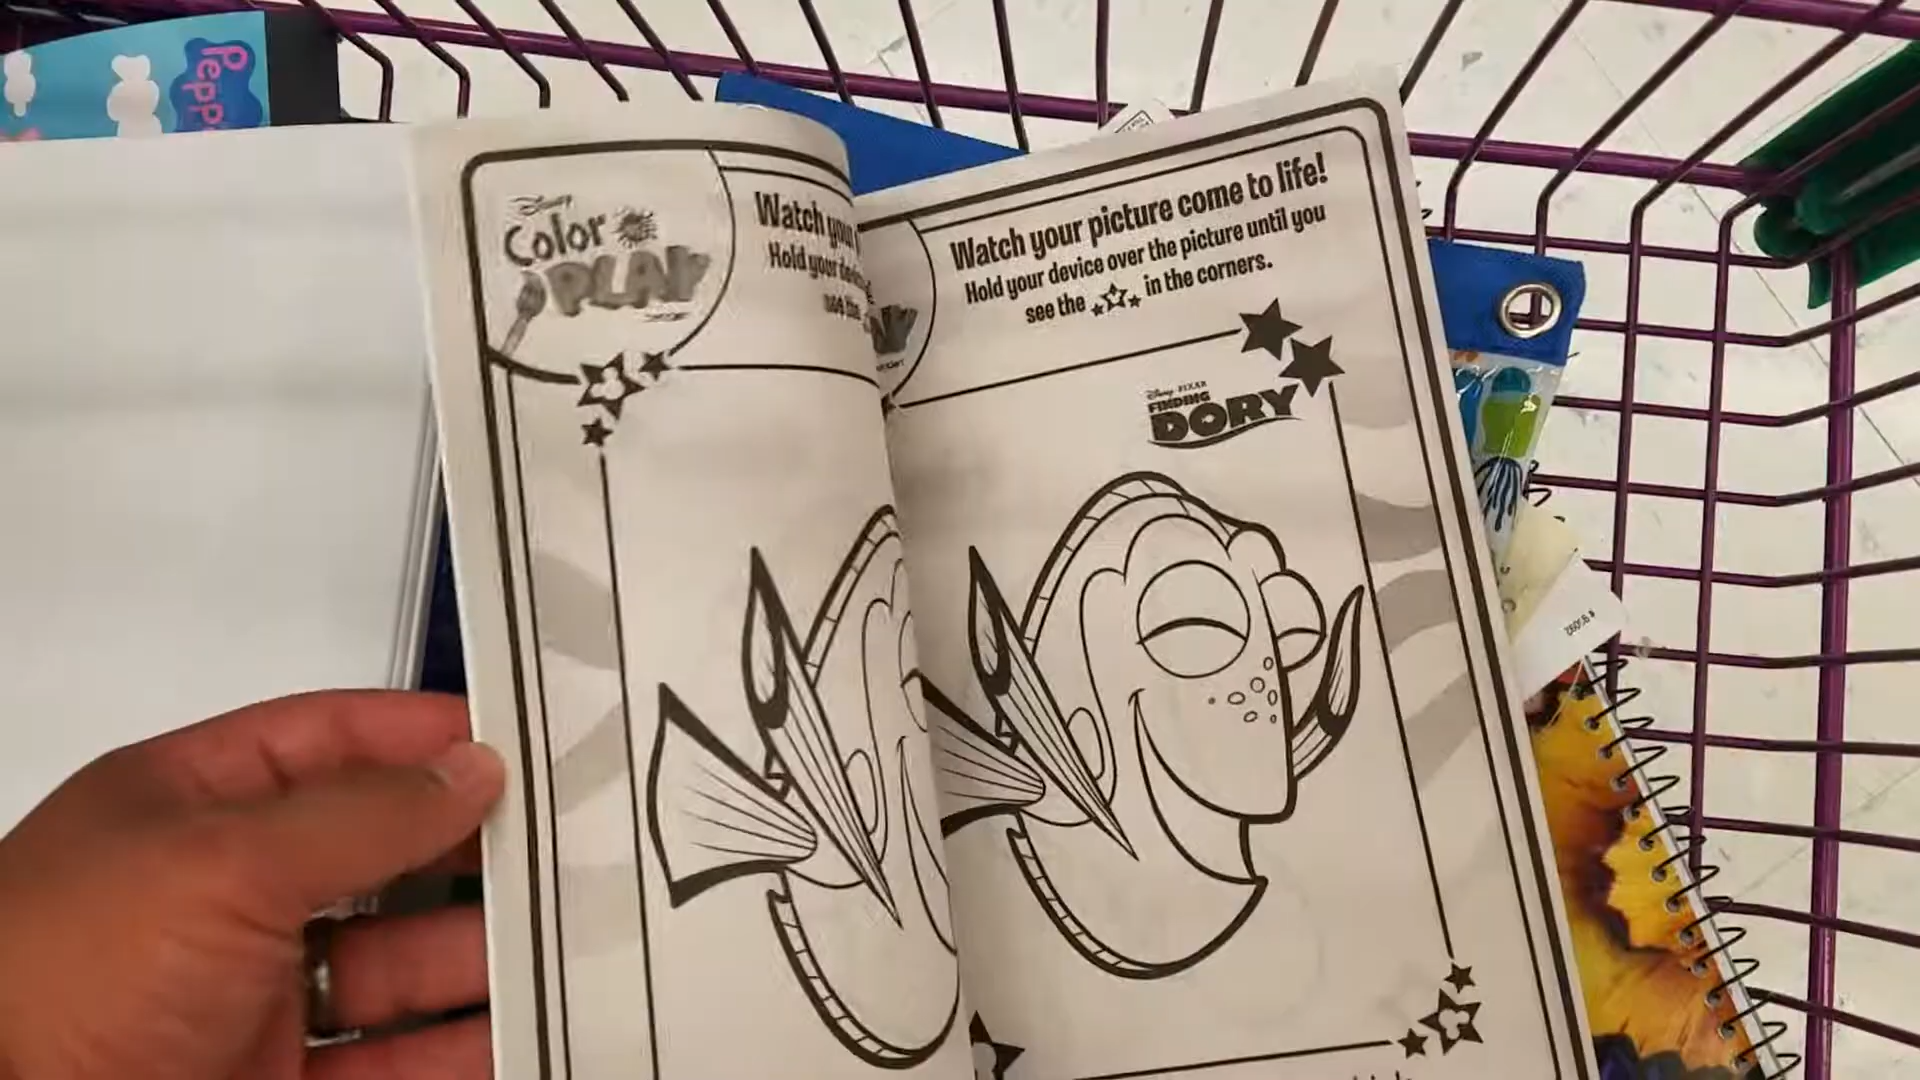 Pepp
Disney
Color
PLAY
Watch your
Hold your devic
see the
Watch your picture come to life!
Hold your device over the picture until you
see the in the corners.
Disney·PIXAR
FINDING
DORY